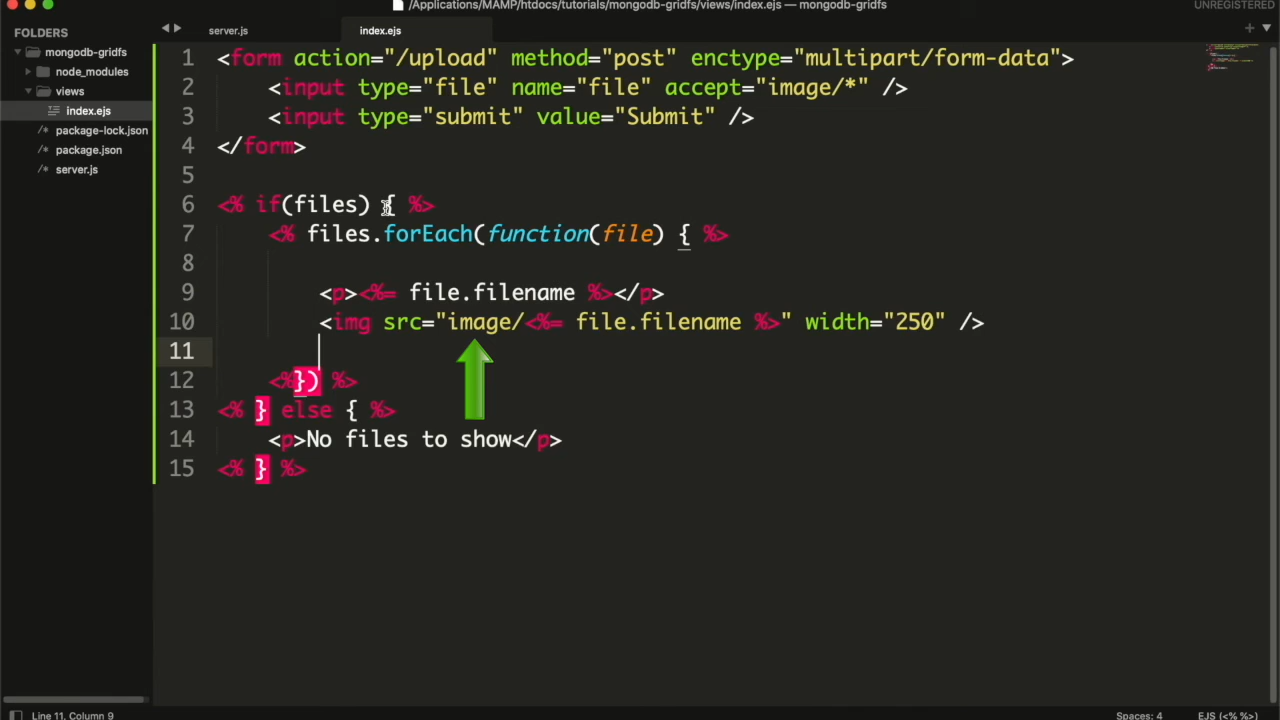 /Applications/MAMP/htdocs/tutorials/mongodb-gridfs/views/index.ejs — mongodb-gridfs
UNREGISTERED
FOLDERS
mongodb-gridfs
node_modules
views
index.ejs
package-lock.json
package.json
server.js
server.js
index.ejs
1 <form action="/upload" method="post" enctype="multipart/form-data">
2 <input type="file" name="file" accept="image/*" />
3 <input type="submit" value="Submit" />
4 </form>
5
6 <% if(files) { %>
7 <% files.forEach(function(file) { %>
8
9 <p><%= file.filename %></p>
10 <img src="image/<%= file.filename %>" width="250" />
11
12 <%}) %>
13 <% } else { %>
14 <p>No files to show</p>
15 <% } %>
Line 11, Column 9
Spaces: 4
EJS (<% %>)